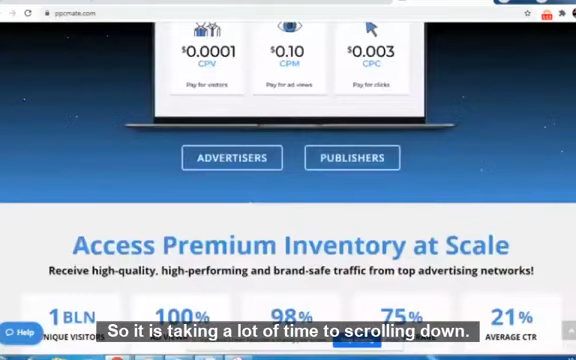 ppcmate.com
$0.0001 $0.10 $0.003
CPV CPM CPC
Pay for visitors Pay for ad views Pay for clicks
ADVERTISERS PUBLISHERS
Access Premium Inventory at Scale
Receive high-quality, high-performing and brand-safe traffic from top advertising networks!
1 BLN 100% 98% 75% 21%
Help
UNIQUE VISITORS
AVERAGE CTR
So it is taking a lot of time to scrolling down.